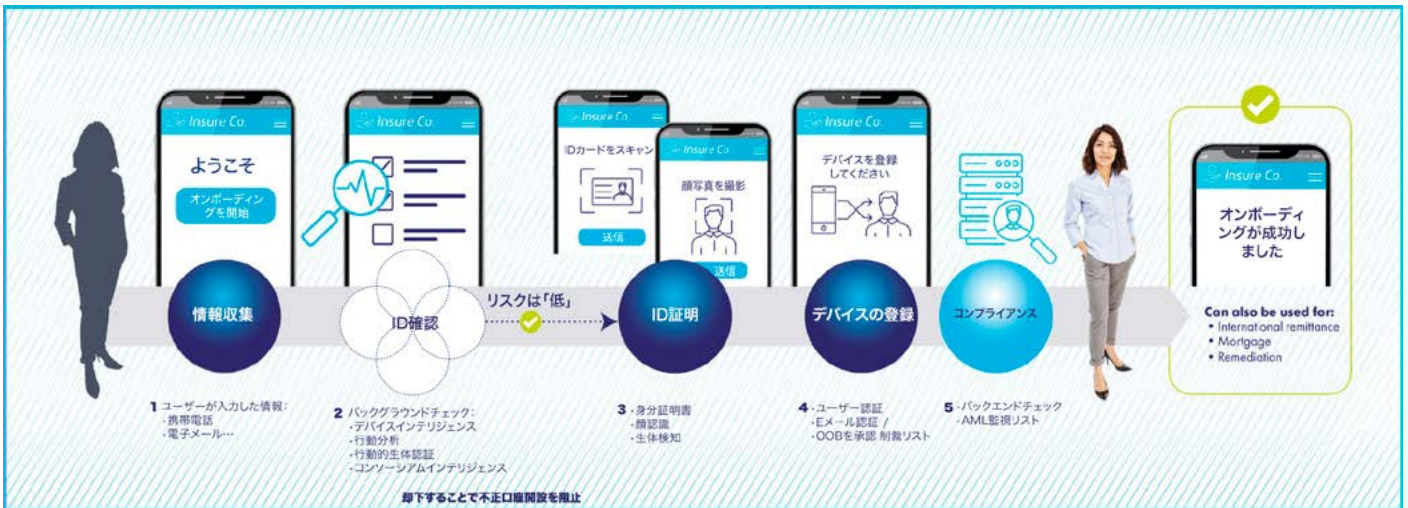 Insure Co.
ようこそ
オンボーディン
グを開始
情報収集
1 ユーザーが入力した情報:
・携帯電話
・電子メール…
Insure Co.
ID確認
2 バックグラウンドチェック:
・デバイスインテリジェンス
・行動分析
・行動的生体認証
・コンソーシアムインテリジェンス
却下することで不正口座開設を阻止
リスクは「低」
Insure Co.
IDカードをスキャン
送信
Insure Co.
顔写真を撮影
送信
ID証明
3 ・身分証明書
・顔認識
・生体検知
Insure Co.
デバイスを登録
してください
デバイスの登録
4 ・ユーザー認証
・Eメール認証 /
・OOBを承認 制裁リスト
コンプライアンス
5 ・バックエンドチェック
・AML監視リスト
Insure Co.
オンボーディ
ングが成功し
ました
Can also be used for:
• International remittance
• Mortgage
• Remediation